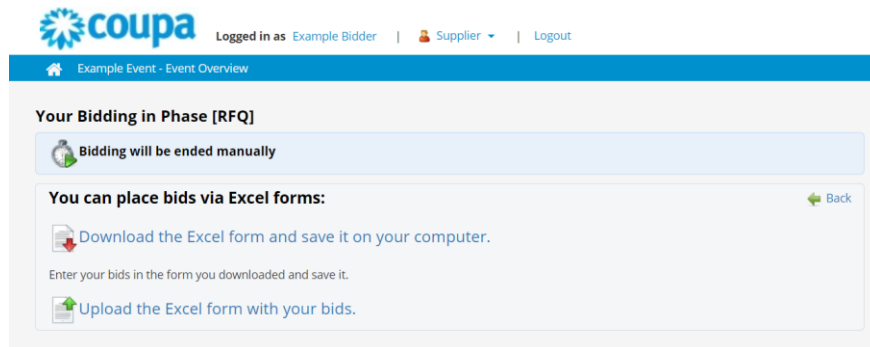 coupa Logged in as Example Bidder | Supplier | Logout
Example Event - Event Overview
Your Bidding in Phase [RFQ]
Bidding will be ended manually
You can place bids via Excel forms: Back
Download the Excel form and save it on your computer.
Enter your bids in the form you downloaded and save it.
Upload the Excel form with your bids.